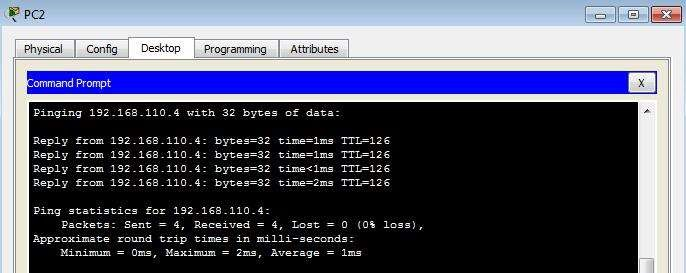 PC2
Physical Config Desktop Programming Attributes
Command Prompt X
Pinging 192.168.110.4 with 32 bytes of data:
Reply from 192.168.110.4: bytes=32 time=1ms TTL=126
Reply from 192.168.110.4: bytes=32 time=1ms TTL=126
Reply from 192.168.110.4: bytes=32 time<1ms TTL=126
Reply from 192.168.110.4: bytes=32 time=2ms TTL=126
Ping statistics for 192.168.110.4:
Packets: Sent = 4, Received = 4, Lost = 0 (0% loss),
Approximate round trip times in milli-seconds:
Minimum = 0ms, Maximum = 2ms, Average = 1ms